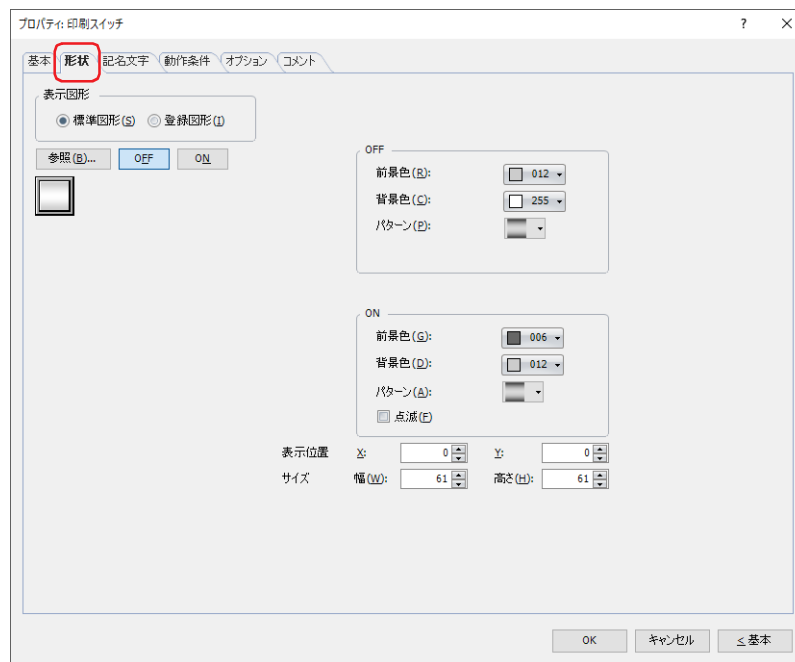 プロパティ: 印刷スイッチ ? ×
基本 形状 記名文字 動作条件 オプション コメント
表示図形
標準図形(S) 登録図形(I)
参照(B)... OFF ON
OFF
前景色(R): 012
背景色(C): 255
パターン(P):
ON
前景色(G): 006
背景色(D): 012
パターン(A):
点滅(F)
表示位置 X: 0 Y: 0
サイズ 幅(W): 61 高さ(H): 61
OK キャンセル < 基本